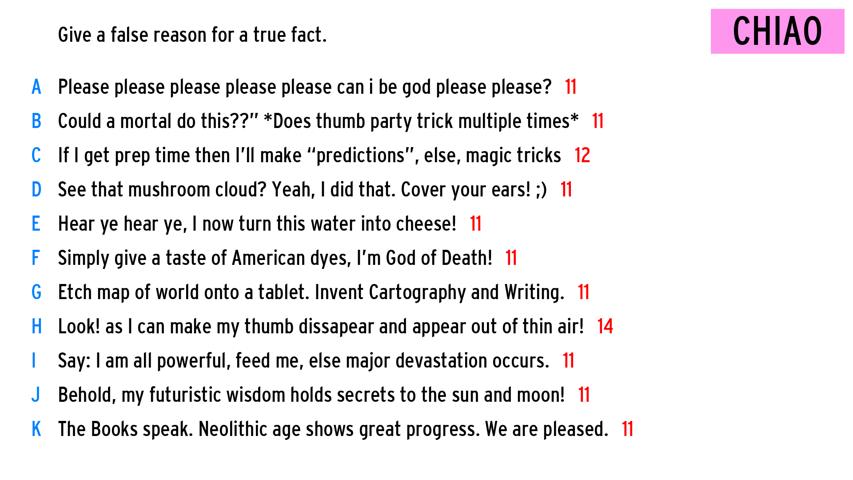 Give a false reason for a true fact.
CHIAO
A Please please please please please can i be god please please? 11
B Could a mortal do this??” *Does thumb party trick multiple times* 11
C If I get prep time then I’ll make “predictions”, else, magic tricks 12
D See that mushroom cloud? Yeah, I did that. Cover your ears! ;) 11
E Hear ye hear ye, I now turn this water into cheese! 11
F Simply give a taste of American dyes, I’m God of Death! 11
G Etch map of world onto a tablet. Invent Cartography and Writing. 11
H Look! as I can make my thumb dissapear and appear out of thin air! 14
I Say: I am all powerful, feed me, else major devastation occurs. 11
J Behold, my futuristic wisdom holds secrets to the sun and moon! 11
K The Books speak. Neolithic age shows great progress. We are pleased. 11